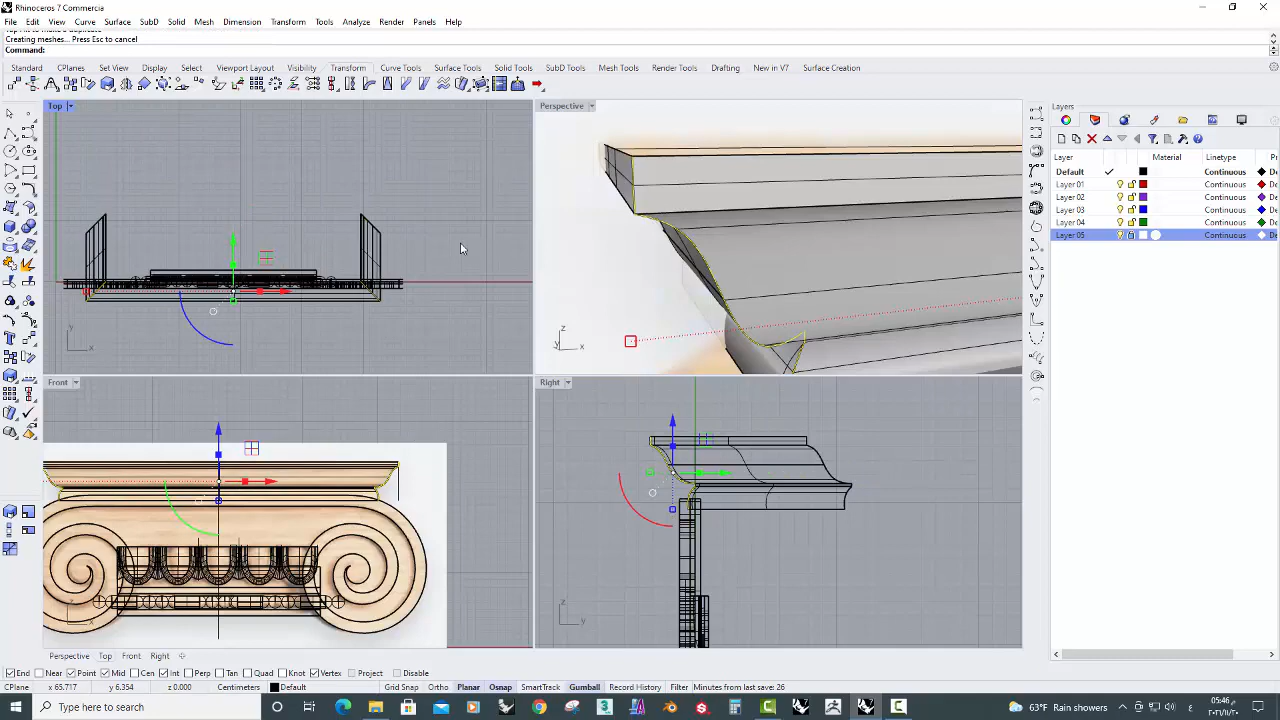 Rhinoceros 7 Commercia
File Edit View Curve Surface SubD Solid Mesh Dimension Transform Tools Analyze Render Panels Help
Creating meshes... Press Esc to cancel
Command:
Standard CPlanes Set View Display Select Viewport Layout Visibility Transform Curve Tools Surface Tools Solid Tools SubD Tools Mesh Tools Render Tools Drafting New in V7 Surface Creation
Top
Perspective
Layers
Layer Material Linetype
Default Continuous
Layer 01 Continuous
Layer 02 Continuous
Layer 03 Continuous
Layer 04 Continuous
Layer 05 Continuous
y
x
z
y
x
Front
Right
z
x
z
y
Perspective Top Front Right
End Near Point Mid Cen Int Perp Tan Quad Knot Vertex Project Disable
CPlane x 65.717 y 6.354 z 0.000 Centimeters Default Grid Snap Ortho Planar Osnap SmartTrack Gumball Record History Filter Minutes from last save: 26
Type here to search
63°F Rain showers
05:46